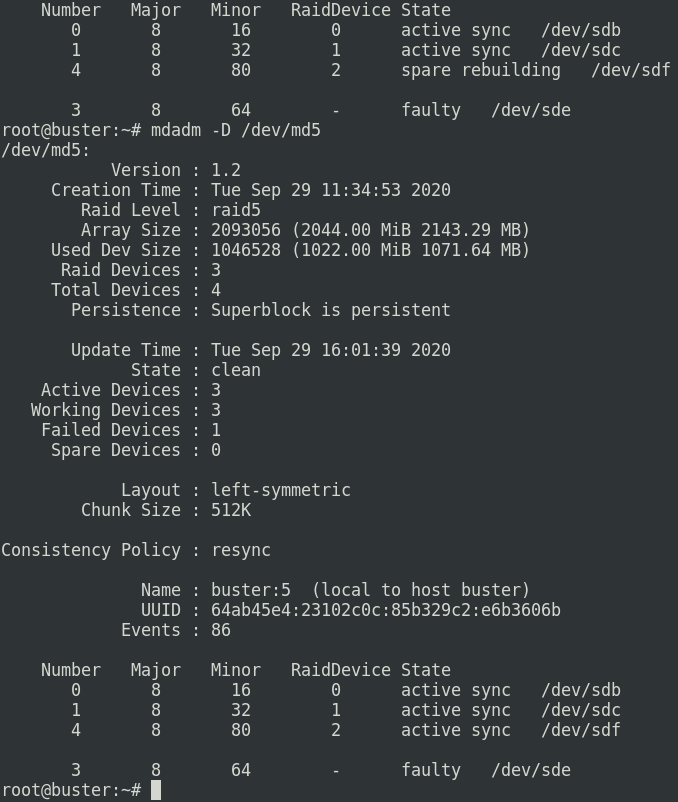 Number   Major   Minor   RaidDevice State
       0       8       16        0      active sync   /dev/sdb
       1       8       32        1      active sync   /dev/sdc
       4       8       80        2      spare rebuilding   /dev/sdf

       3       8       64        -      faulty   /dev/sde
root@buster:~# mdadm -D /dev/md5
/dev/md5:
           Version : 1.2
     Creation Time : Tue Sep 29 11:34:53 2020
        Raid Level : raid5
        Array Size : 2093056 (2044.00 MiB 2143.29 MB)
     Used Dev Size : 1046528 (1022.00 MiB 1071.64 MB)
      Raid Devices : 3
     Total Devices : 4
       Persistence : Superblock is persistent

       Update Time : Tue Sep 29 16:01:39 2020
             State : clean
    Active Devices : 3
   Working Devices : 3
    Failed Devices : 1
     Spare Devices : 0

            Layout : left-symmetric
        Chunk Size : 512K

Consistency Policy : resync

              Name : buster:5  (local to host buster)
              UUID : 64ab45e4:23102c0c:85b329c2:e6b3606b
            Events : 86

    Number   Major   Minor   RaidDevice State
       0       8       16        0      active sync   /dev/sdb
       1       8       32        1      active sync   /dev/sdc
       4       8       80        2      active sync   /dev/sdf

       3       8       64        -      faulty   /dev/sde
root@buster:~#